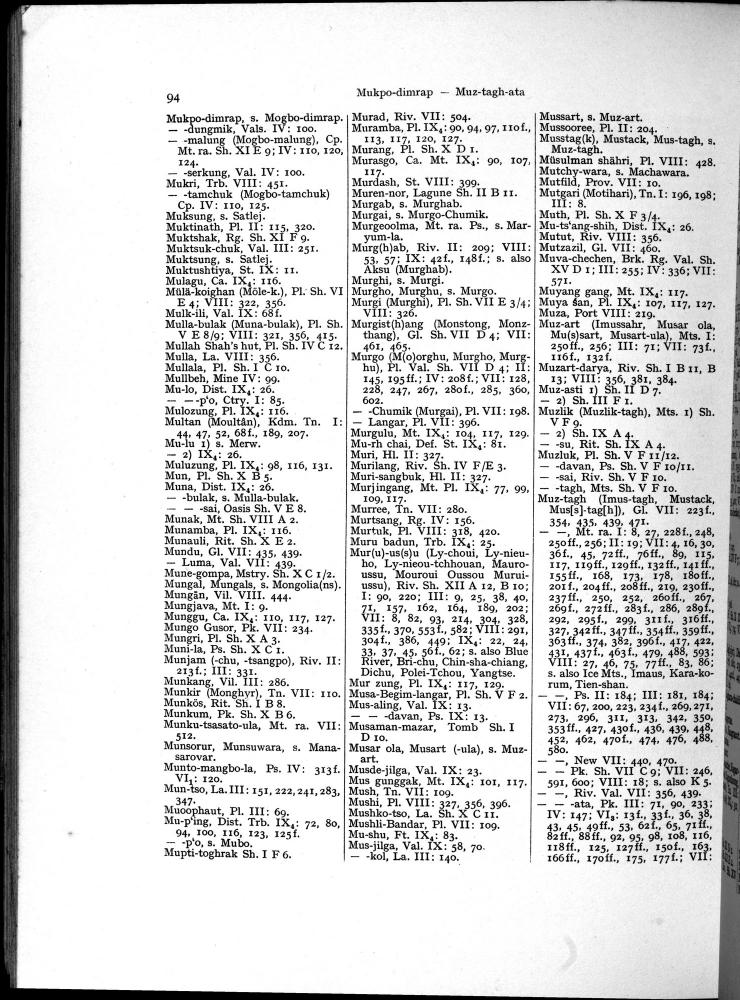 94
Mukpo-dimrap — Muz-tagh-ata
Mukpo-dimrap, s. Mogbo-dimrap.
— -dungmik, Vals. IV: 100.
— -malung (Mogbo-malung), Cp.
Mt. ra. Sh. XI E 9; IV: 110, 120,
124.
— -serkung, Val. IV: 100.
Mukri, Trb. VIII: 451.
— -tamchuk (Mogbo-tamchuk)
Cp. IV: 110, 125.
Muksung, s. Satlej.
Muktinath, Pl. II: 115, 320.
Muktshak, Rg. Sh. XI F 9.
Muktsuk-chuk, Val. III: 251.
Muktsung, s. Satlej.
Muktushtiya, St. IX: 11.
Mulagu, Ca. IX₄: 116.
Mülä-koighan (Möle-k.), Pl. Sh. VI
E 4; VIII: 322, 356.
Mulk-ili, Val. IX: 68f.
Mulla-bulak (Muna-bulak), Pl. Sh.
V E 8/9; VIII: 321, 356, 415.
Mullah Shah's hut, Pl. Sh. IV C 12.
Mulla, La. VIII: 356.
Mullala, Pl. Sh. I C 10.
Mullbeh, Mine IV: 99.
Mu-lo, Dist. IX₄: 26.
— — -p'o, Ctry. I: 85.
Mulozung, Pl. IX₄: 116.
Multan (Moultân), Kdm. Tn. I:
44, 47, 52, 68f., 189, 207.
Mu-lu 1) s. Merw.
— 2) IX₄: 26.
Muluzung, Pl. IX₄: 98, 116, 131.
Mun, Pl. Sh. X B 5.
Muna, Dist. IX₄: 26.
— -bulak, s. Mulla-bulak.
— — -sai, Oasis Sh. V E 8.
Munak, Mt. Sh. VIII A 2.
Munamba, Pl. IX₄: 116.
Munauli, Rit. Sh. X E 2.
Mundu, Gl. VII: 435, 439.
— Luma, Val. VII: 439.
Mune-gompa, Mstry. Sh. X C 1/2.
Mungal, Mungals, s. Mongolia(ns).
Mungän, Vil. VIII. 444.
Mungjava, Mt. I: 9.
Munggu, Ca. IX₄: 110, 117, 127.
Mungo Gusor, Pk. VII: 234.
Mungri, Pl. Sh. X A 3.
Muni-la, Ps. Sh. X C 1.
Munjam (-chu, -tsangpo), Riv. II:
213f.; III: 331.
Munkang, Vil. III: 286.
Munkir (Monghyr), Tn. VII: 110.
Munkös, Rit. Sh. I B 8.
Munkum, Pk. Sh. X B 6.
Munku-tsasato-ula, Mt. ra. VII:
512.
Munsorur, Munsuwara, s. Mana-
sarovar.
Munto-mangbo-la, Ps. IV: 313f.
VI₁: 120.
Mun-tso, La. III: 151, 222, 241, 283,
347.
Muoophaut, Pl. III: 69.
Mu-p'ing, Dist. Trb. IX₄: 72, 80,
94, 100, 116, 123, 125f.
— -p'o, s. Mubo.
Mupti-toghrak Sh. I F 6.
Murad, Riv. VII: 504.
Muramba, Pl. IX₄: 90, 94, 97, 110f.,
113, 117, 120, 127.
Murang, Pl. Sh. X D 1.
Murasgo, Ca. Mt. IX₄: 90, 107,
117.
Murdash, St. VIII: 399.
Muren-nor, Lagune Sh. II B 11.
Murgab, s. Murghab.
Murgai, s. Murgo-Chumik.
Murgeoolma, Mt. ra. Ps., s. Mar-
yum-la.
Murg(h)ab, Riv. II: 209; VIII:
53, 57; IX: 42f., 148f.; s. also
Aksu (Murghab).
Murghi, s. Murgi.
Murgho, Murghu, s. Murgo.
Murgi (Murghi), Pl. Sh. VII E 3/4;
VIII: 326.
Murgist(h)ang (Monstong, Monz-
thang), Gl. Sh. VII D 4; VII:
461, 465.
Murgo (M(o)orghu, Murgho, Murg-
hu), Pl. Val. Sh. VII D 4; II:
145, 195ff.; IV: 208f.; VII: 128,
228, 247, 267, 280f., 285, 360,
602.
— -Chumik (Murgai), Pl. VII: 198.
— Langar, Pl. VII: 396.
Murgulu, Mt. IX₄: 104, 117, 129.
Mu-rh chai, Def. St. IX₄: 81.
Muri, Hl. II: 327.
Murilang, Riv. Sh. IV F/E 3.
Muri-sangbuk, Hl. II: 327.
Murjingang, Mt. Pl. IX₄: 77, 99,
109, 117.
Murree, Tn. VII: 280.
Murtsang, Rg. IV: 156.
Murtuk, Pl. VIII: 318, 420.
Muru badun, Trb. IX₄: 25.
Mur(u)-us(s)u (Ly-choui, Ly-nieu-
ho, Ly-nieou-tchhouan, Mauro-
ussu, Mouroui Oussou Murui-
ussu), Riv. Sh. XII A 12, B 10;
I: 90, 220; III: 9, 25, 38, 40,
71, 157, 162, 164, 189, 202;
VII: 8, 82, 93, 214, 304, 328,
335f., 370, 553f., 582; VIII: 291,
304f., 386, 449; IX₄: 22, 24,
33, 37, 45, 56f., 62; s. also Blue
River, Bri-chu, Chin-sha-chiang,
Dichu, Polei-Tchou, Yangtse.
Mur zung, Pl. IX₄: 117, 129.
Musa-Begim-langar, Pl. Sh. V F 2.
Mus-aling, Val. IX: 13.
— — -davan, Ps. IX: 13.
Musaman-mazar, Tomb Sh. I
D 10.
Musar ola, Musart (-ula), s. Muz-
art.
Musde-jilga, Val. IX: 23.
Mus gunggak, Mt. IX₄: 101, 117.
Mush, Tn. VII: 109.
Mushi, Pl. VIII: 327, 356, 396.
Mushko-tso, La. Sh. X C 11.
Mushli-Bandar, Pl. VII: 109.
Mu-shu, Ft. IX₄: 83.
Mus-jilga, Val. IX: 58, 70.
— -kol, La. III: 140.
Mussart, s. Muz-art.
Mussooree, Pl. II: 204.
Musstag(k), Mustack, Mus-tagh, s.
Muz-tagh.
Müsulman shähri, Pl. VIII: 428.
Mutchy-wara, s. Machawara.
Mutfild, Prov. VII: 10.
Mutgari (Motihari), Tn. I: 196, 198;
III: 8.
Muth, Pl. Sh. X F 3/4.
Mu-ts'ang-shih, Dist. IX₄: 26.
Mutut, Riv. VIII: 356.
Mutzazil, Gl. VII: 460.
Muva-chechen, Brk. Rg. Val. Sh.
XV D 1; III: 255; IV: 336; VII:
571.
Muyang gang, Mt. IX₄: 117.
Muya šan, Pl. IX₄: 107, 117, 127.
Muza, Port VIII: 219.
Muz-art (Imussahr, Musar ola,
Mu(s)sart, Musart-ula), Mts. I:
250ff., 256; III: 71; VII: 73f.,
116f., 132f.
Muzart-darya, Riv. Sh. I B 11, B
13; VIII: 356, 381, 384.
Muz-asti 1) Sh. II D 7.
— 2) Sh. III F 1.
Muzlik (Muzlik-tagh), Mts. 1) Sh.
V F 9.
— 2) Sh. IX A 4.
— -su, Rit. Sh. IX A 4.
Muzluk, Pl. Sh. V F 11/12.
— -davan, Ps. Sh. V F 10/11.
— -sai, Riv. Sh. V F 10.
— -tagh, Mts. Sh. V F 10.
Muz-tagh (Imus-tagh, Mustack,
Mus[s]-tag[h]), Gl. VII: 223f.,
354, 435, 439, 471.
— —, Mt. ra. I: 8, 27, 228f., 248,
250ff., 256; II: 19; VII: 4, 16, 30,
36f., 45, 72ff., 76ff., 89, 115,
117, 119ff., 129ff., 132ff., 141ff.,
155ff., 168, 173, 178, 180ff.,
201f., 204ff., 208ff., 219, 230ff.,
237ff., 250, 252, 260ff., 267,
269f., 272ff., 283f., 286, 289f.,
292, 295f., 299, 311f., 316ff.,
327, 342ff., 347ff., 354ff., 359ff.,
363ff., 374, 382, 396f., 417, 422,
431, 437f., 463f., 479, 488, 593;
VIII: 27, 46, 75, 77ff., 83, 86;
s. also Ice Mts., Imaus, Kara-ko-
rum, Tien-shan.
— —, Ps. II: 184; III: 181, 184;
VII: 67, 200, 223, 234f., 269, 271,
273, 296, 311, 313, 342, 350,
353ff., 427, 430f., 436, 439, 448,
452, 462, 470f., 474, 476, 488,
580.
— —, New VII: 440, 470.
— — Pk. Sh. VII C 9; VII: 246,
591, 600; VIII: 18; s. also K 5.
— —, Riv. Val. VII: 356, 439.
— — -ata, Pk. III: 71, 90, 233;
IV: 147; VI₃: 13f., 33f., 36, 38,
43, 45, 49ff., 53, 62f., 65, 71ff.,
82ff., 88ff., 92, 95, 98, 108, 116,
118ff., 125, 127ff., 150f., 163,
166ff., 170ff., 175, 177f.; VII: